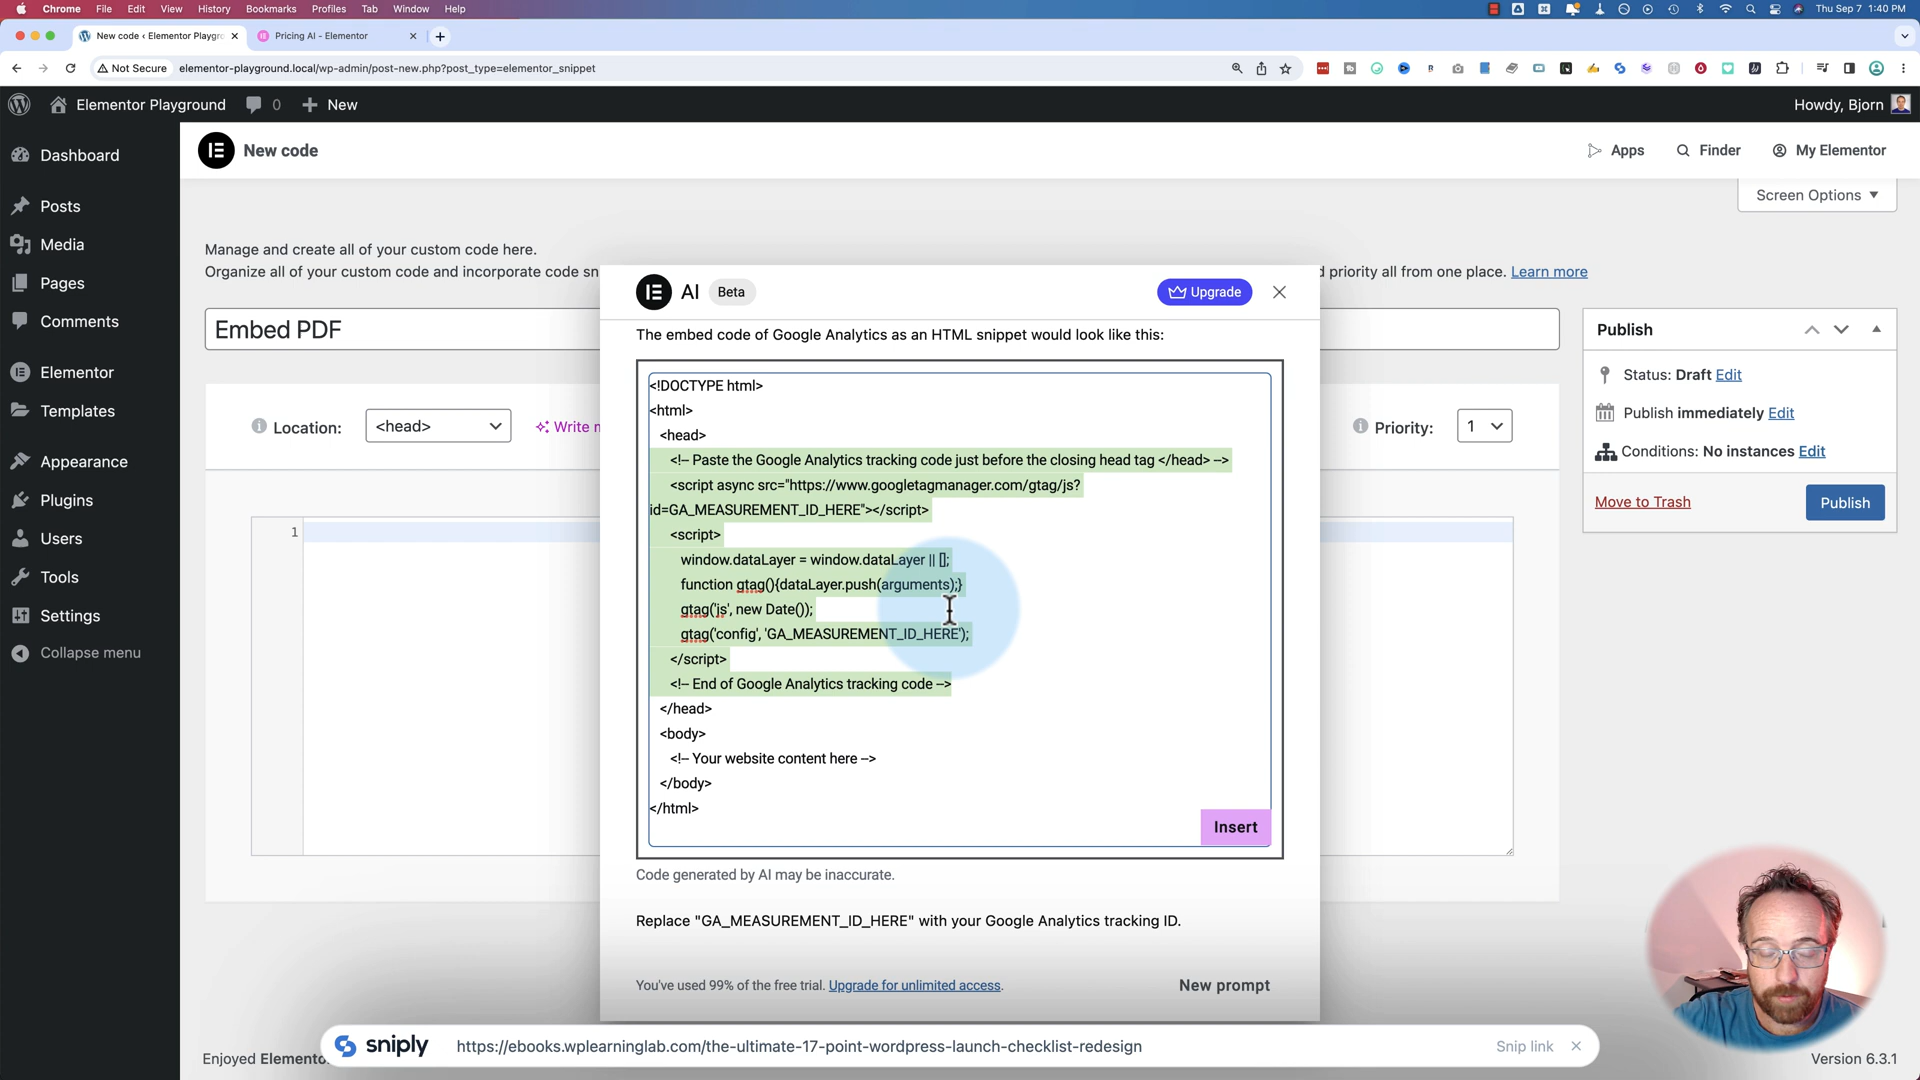 Chrome File Edit View History Bookmarks Profiles Tab Window Help Thu Sep 7 1:40 PM
New code ‹ Elementor Playgro Pricing AI - Elementor
Not Secure elementor-playground.local/wp-admin/post-new.php?post_type=elementor_snippet
Elementor Playground 0 New Howdy, Bjorn
Dashboard
Posts
Media
Pages
Comments
Elementor
Templates
Appearance
Plugins
Users
Tools
Settings
Collapse menu
New code Apps Finder My Elementor
Screen Options ▼
Manage and create all of your custom code here.
Organize all of your custom code and incorporate code sn d priority all from one place. Learn more
Embed PDF
Location: <head> Write m Priority: 1
1
AI Beta Upgrade
The embed code of Google Analytics as an HTML snippet would look like this:
<!DOCTYPE html>
<html>
<head>
<!-- Paste the Google Analytics tracking code just before the closing head tag </head> -->
<script async src="https://www.googletagmanager.com/gtag/js?
id=GA_MEASUREMENT_ID_HERE"></script>
<script>
window.dataLayer = window.dataLayer || [];
function gtag(){dataLayer.push(arguments);}
gtag('js', new Date());
gtag('config', 'GA_MEASUREMENT_ID_HERE');
</script>
<!-- End of Google Analytics tracking code -->
</head>
<body>
<!-- Your website content here -->
</body>
</html>
Insert
Code generated by AI may be inaccurate.
Replace "GA_MEASUREMENT_ID_HERE" with your Google Analytics tracking ID.
You've used 99% of the free trial. Upgrade for unlimited access. New prompt
Publish
Status: Draft Edit
Publish immediately Edit
Conditions: No instances Edit
Move to Trash Publish
sniply https://ebooks.wplearninglab.com/the-ultimate-17-point-wordpress-launch-checklist-redesign Snip link
Enjoyed Elemento Version 6.3.1